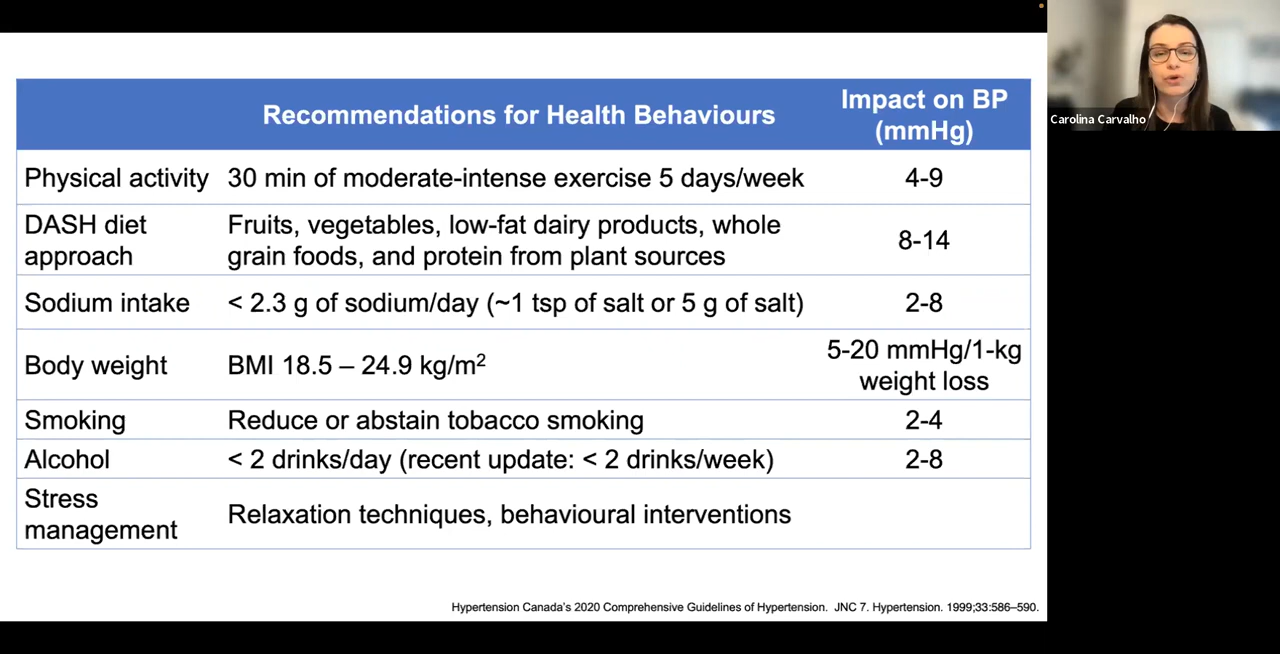 Recommendations for Health Behaviours
Impact on BP
(mmHg)
Physical activity
30 min of moderate-intense exercise 5 days/week
4-9
DASH diet
approach
Fruits, vegetables, low-fat dairy products, whole
grain foods, and protein from plant sources
8-14
Sodium intake
< 2.3 g of sodium/day (~1 tsp of salt or 5 g of salt)
2-8
Body weight
BMI 18.5 – 24.9 kg/m²
5-20 mmHg/1-kg
weight loss
Smoking
Reduce or abstain tobacco smoking
2-4
Alcohol
< 2 drinks/day (recent update: < 2 drinks/week)
2-8
Stress
management
Relaxation techniques, behavioural interventions
Hypertension Canada's 2020 Comprehensive Guidelines of Hypertension. JNC 7. Hypertension. 1999;33:586–590.
Carolina Carvalho